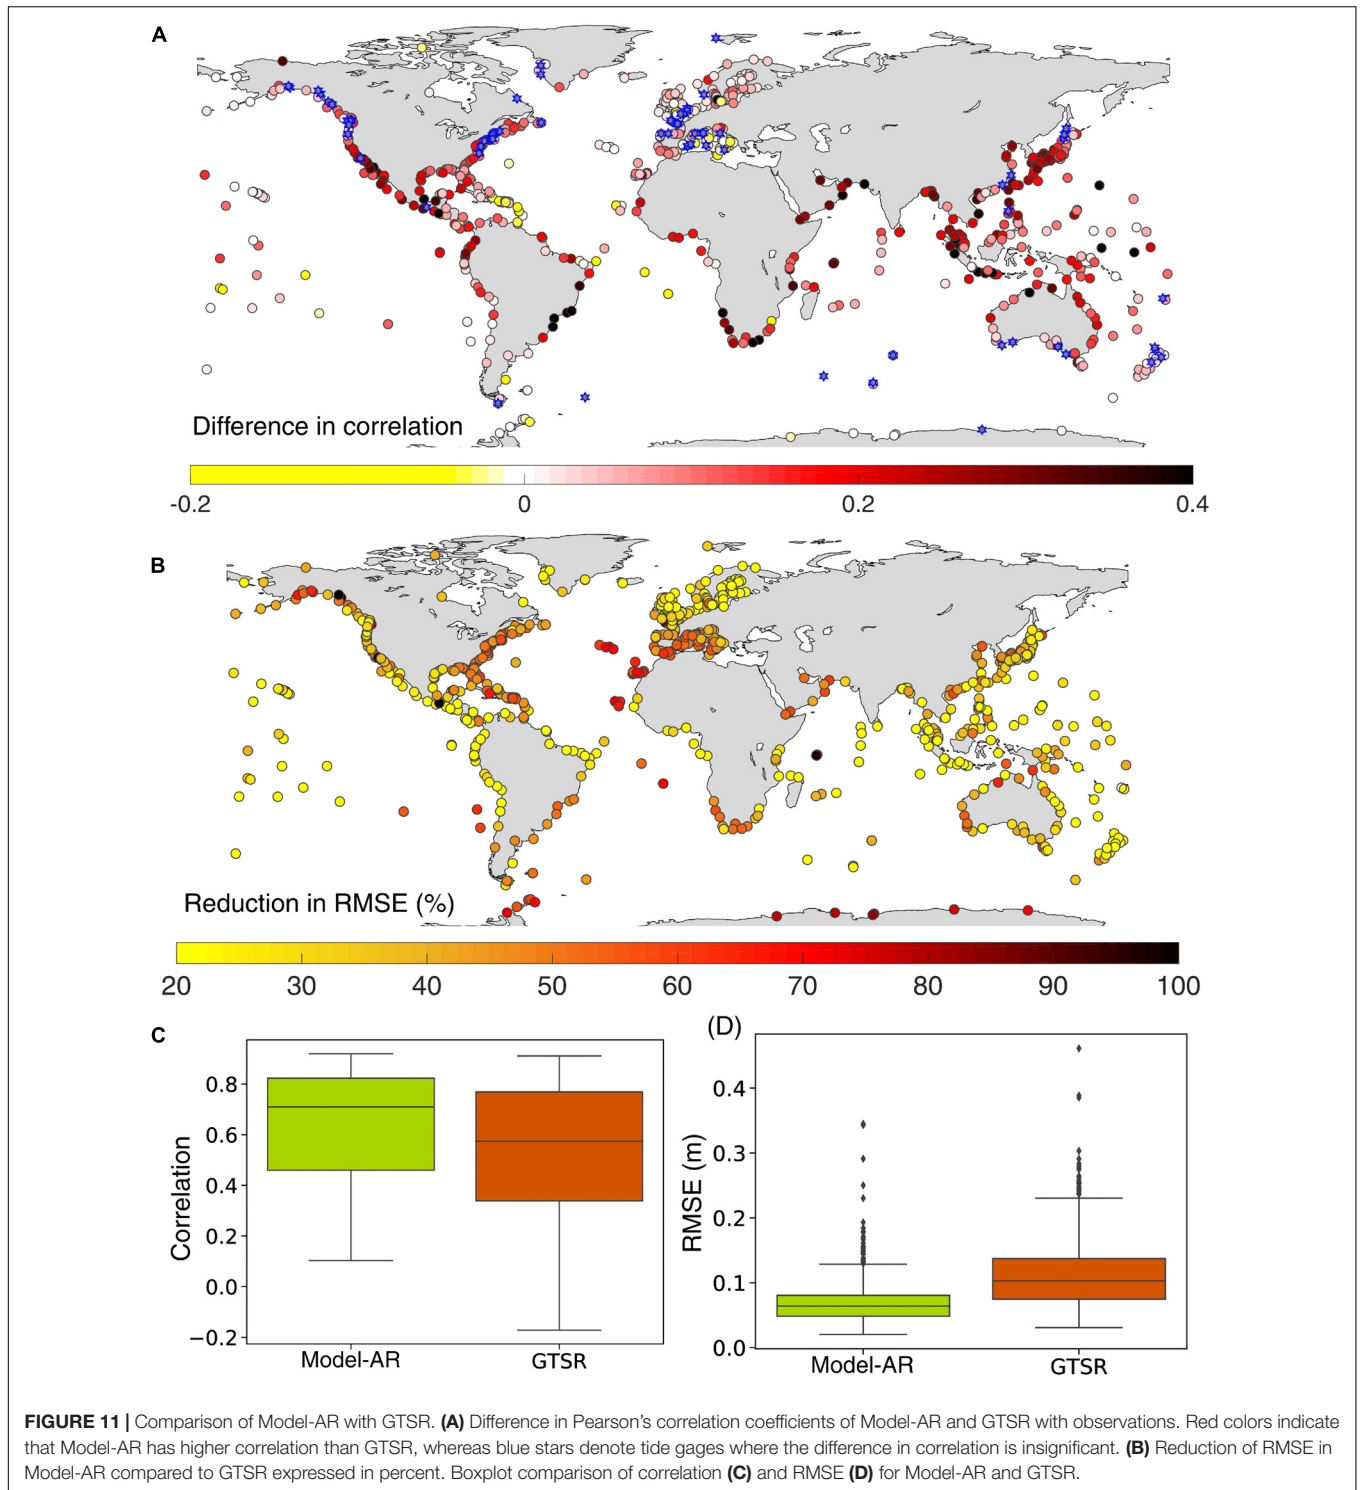 A
Difference in correlation
-0.2 0 0.2 0.4
B
Reduction in RMSE (%)
20 30 40 50 60 70 80 90 100
C
Correlation
0.8
0.6
0.4
0.2
0.0
−0.2
Model-AR GTSR
(D)
RMSE (m)
0.4
0.3
0.2
0.1
0.0
Model-AR GTSR
FIGURE 11 | Comparison of Model-AR with GTSR. (A) Difference in Pearson's correlation coefficients of Model-AR and GTSR with observations. Red colors indicate
that Model-AR has higher correlation than GTSR, whereas blue stars denote tide gages where the difference in correlation is insignificant. (B) Reduction of RMSE in
Model-AR compared to GTSR expressed in percent. Boxplot comparison of correlation (C) and RMSE (D) for Model-AR and GTSR.